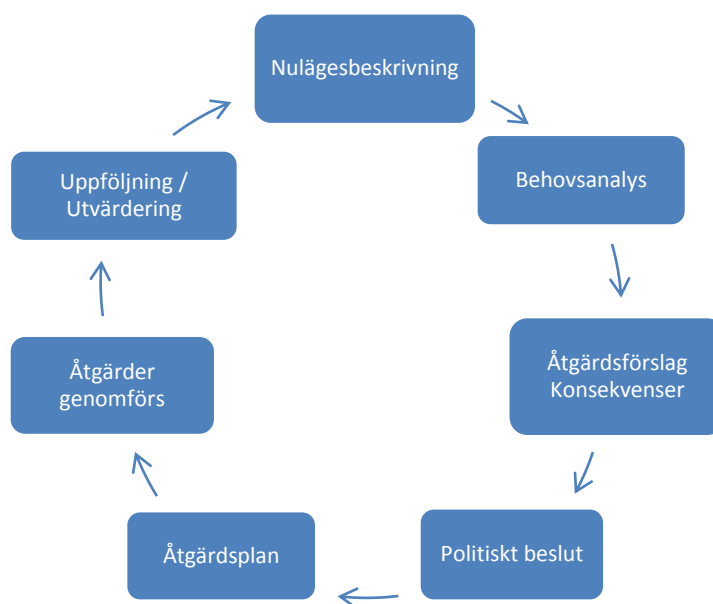 Nulägesbeskrivning
Behovsanalys
Åtgärdsförslag
Konsekvenser
Politiskt beslut
Åtgärdsplan
Åtgärder
genomförs
Uppföljning /
Utvärdering